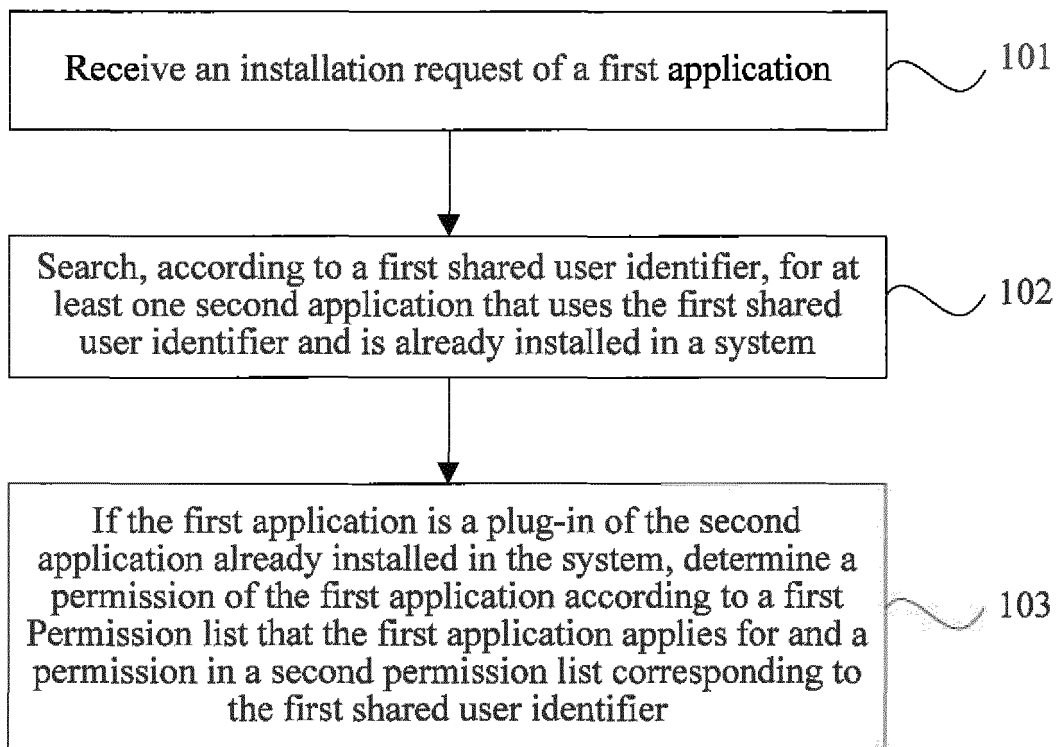 Receive an installation request of a first application
101
Search, according to a first shared user identifier, for at
least one second application that uses the first shared
user identifier and is already installed in a system
102
If the first application is a plug-in of the second
application already installed in the system, determine a
permission of the first application according to a first
Permission list that the first application applies for and a
permission in a second permission list corresponding to
the first shared user identifier
103